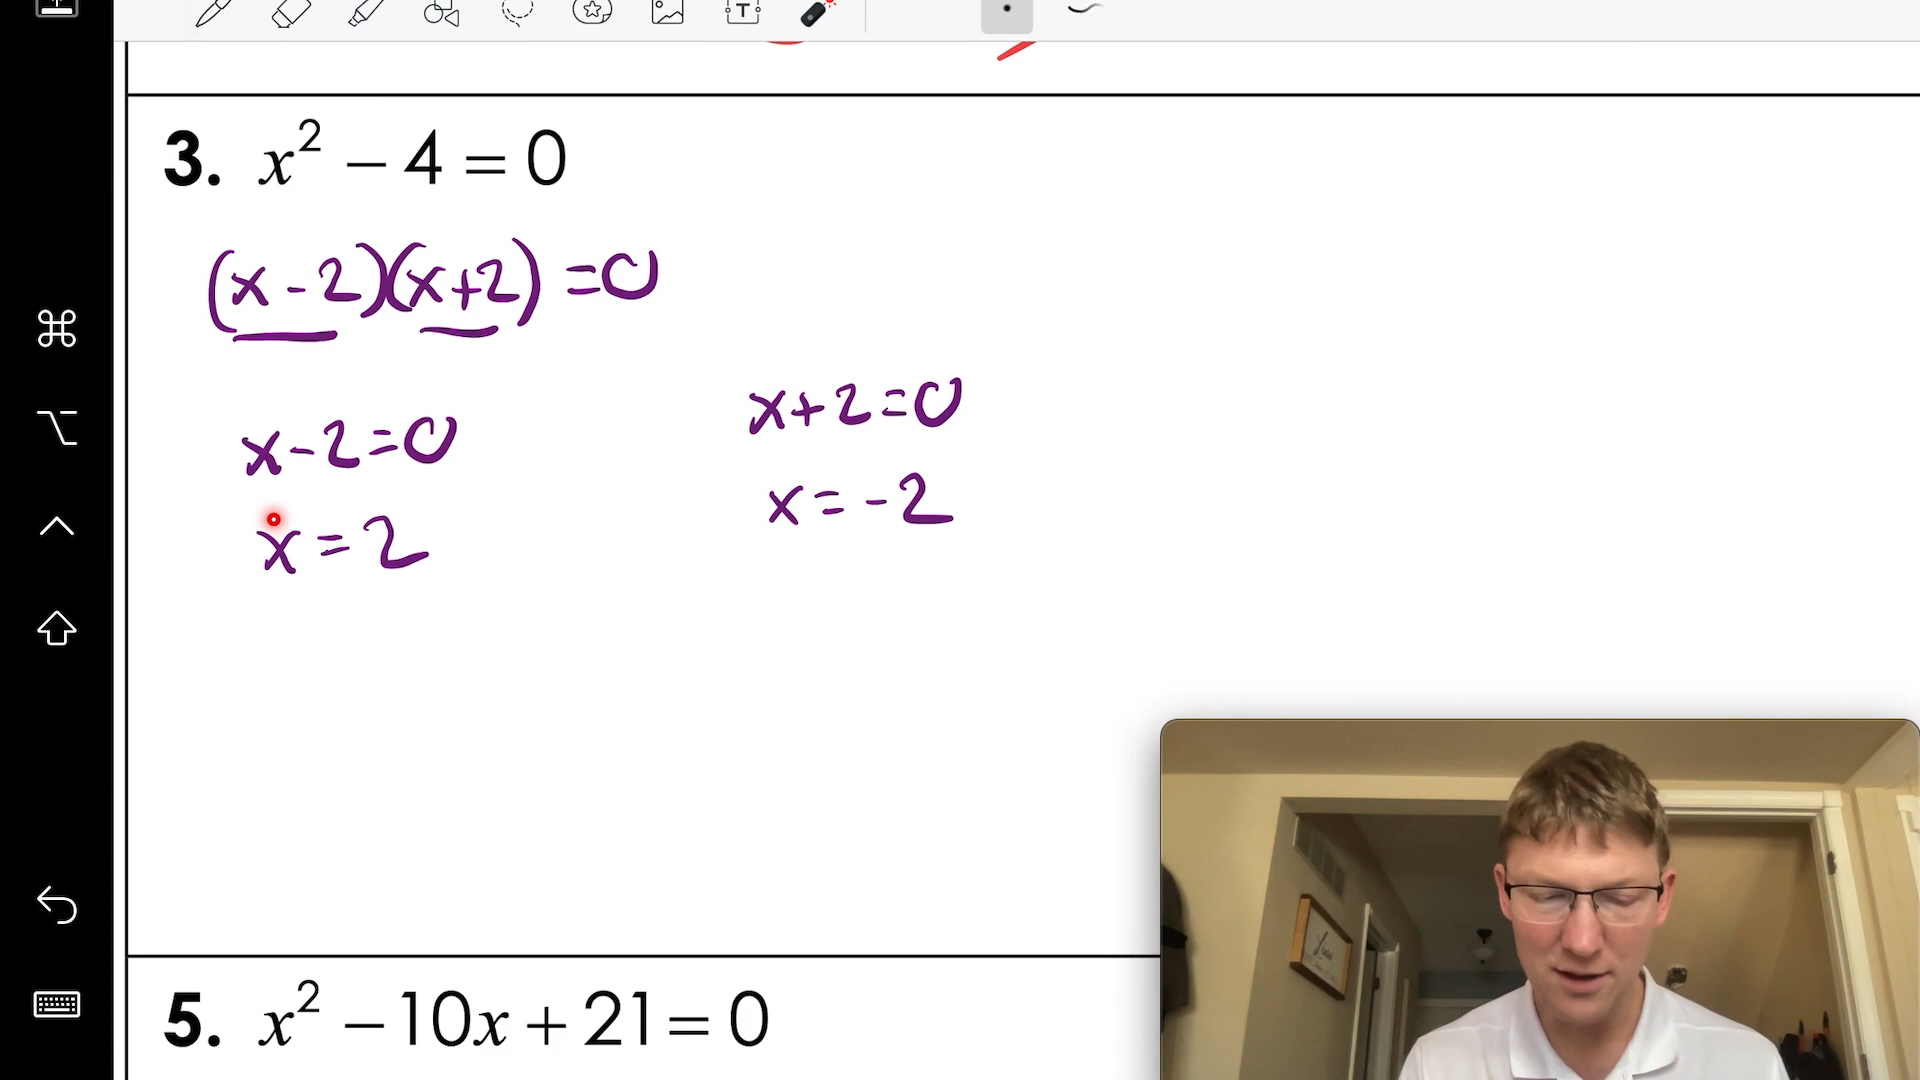 3. x² − 4 = 0
(x-2)(x+2) =0
x-2=0
x+2=0
x=2
x=-2
5. x² − 10x + 21 = 0
T